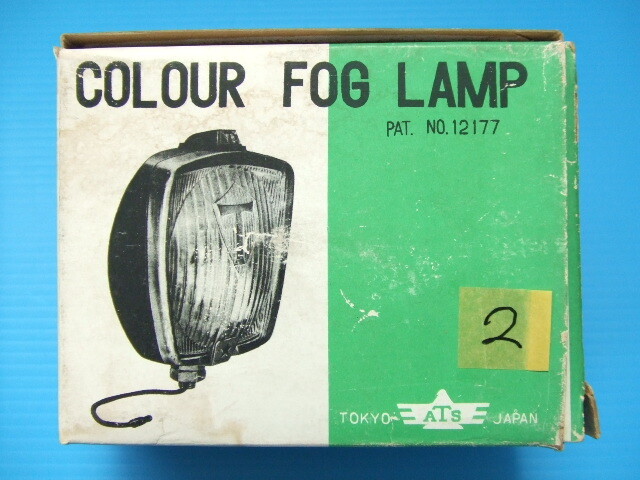 COLOUR FOG LAMP
PAT. NO. 12177
2
TOKYO ATS JAPAN